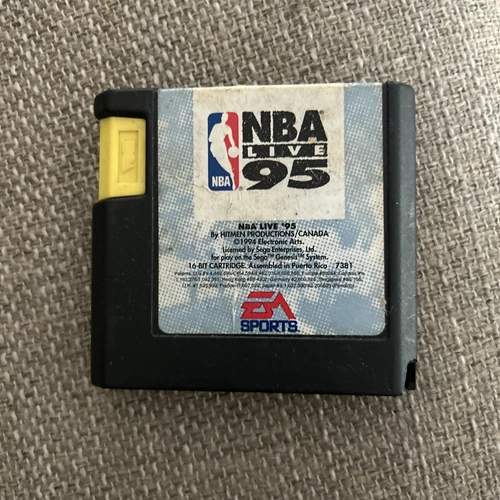 NBA
LIVE
95
NBA
NBA LIVE '95
By HITMEN PRODUCTIONS/CANADA
©1994 Electronic Arts.
Licensed by Sega Enterprises, Ltd.
for play on the Sega™ Genesis™ System.
16-BIT CARTRIDGE. Assembled in Puerto Rico 7381
EA
SPORTS